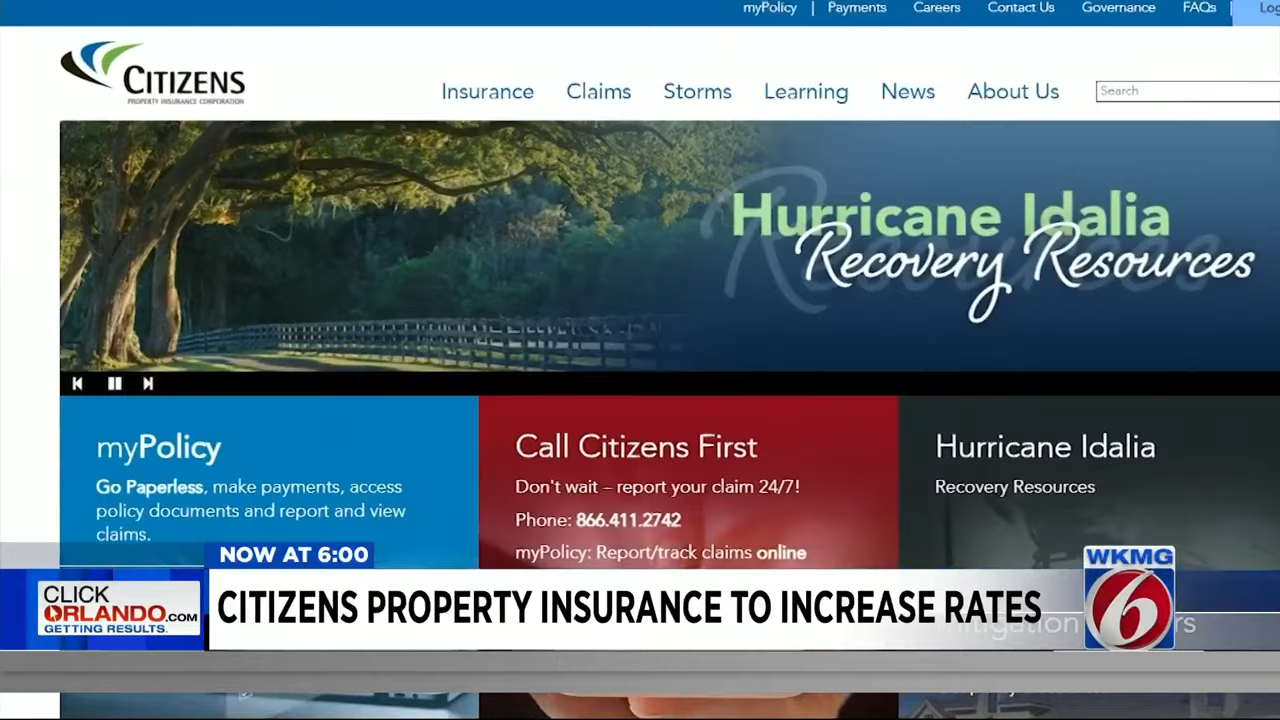 myPolicy | Payments Careers Contact Us Governance FAQs |
CITIZENS
PROPERTY INSURANCE CORPORATION
Insurance Claims Storms Learning News About Us Search
Hurricane Idalia
Recovery Resources
myPolicy
Go Paperless, make payments, access
policy documents and report and view
claims.
Call Citizens First
Don't wait – report your claim 24/7!
Phone: 866.411.2742
myPolicy: Report/track claims online
Hurricane Idalia
Recovery Resources
NOW AT 6:00
CLICK
ORLANDO.COM
GETTING RESULTS.
CITIZENS PROPERTY INSURANCE TO INCREASE RATES
WKMG
6